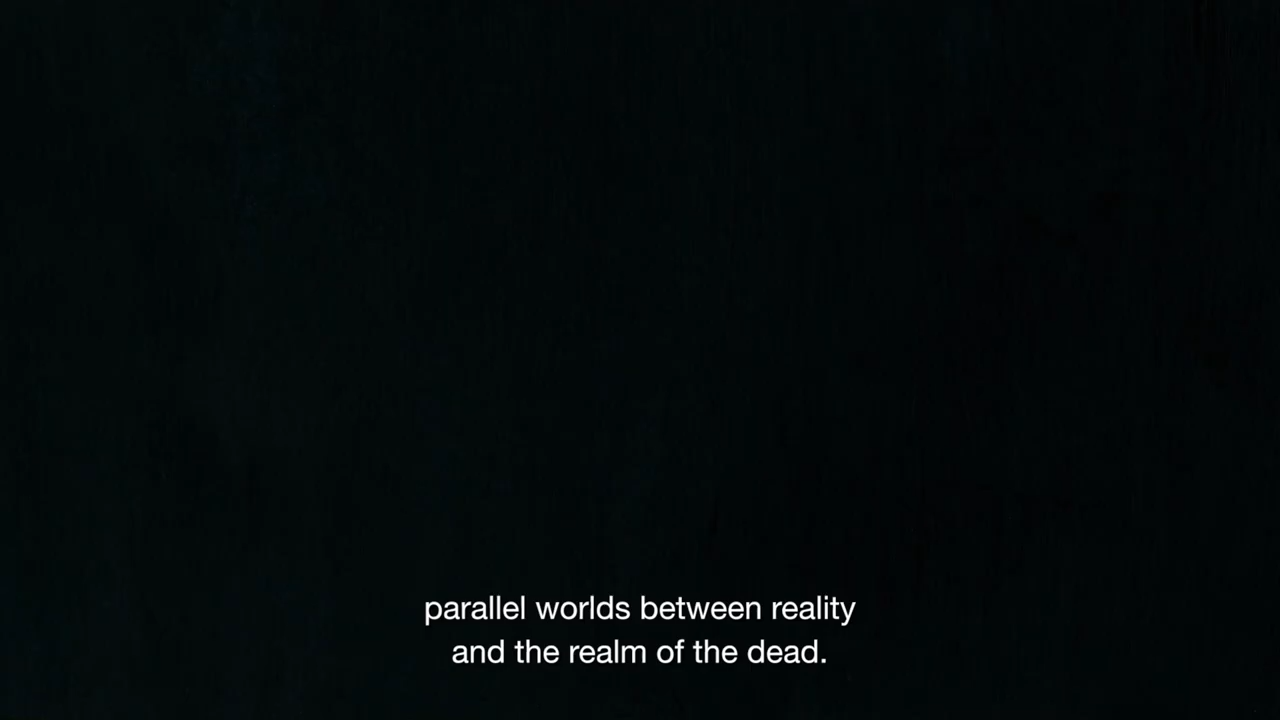 parallel worlds between reality
and the realm of the dead.